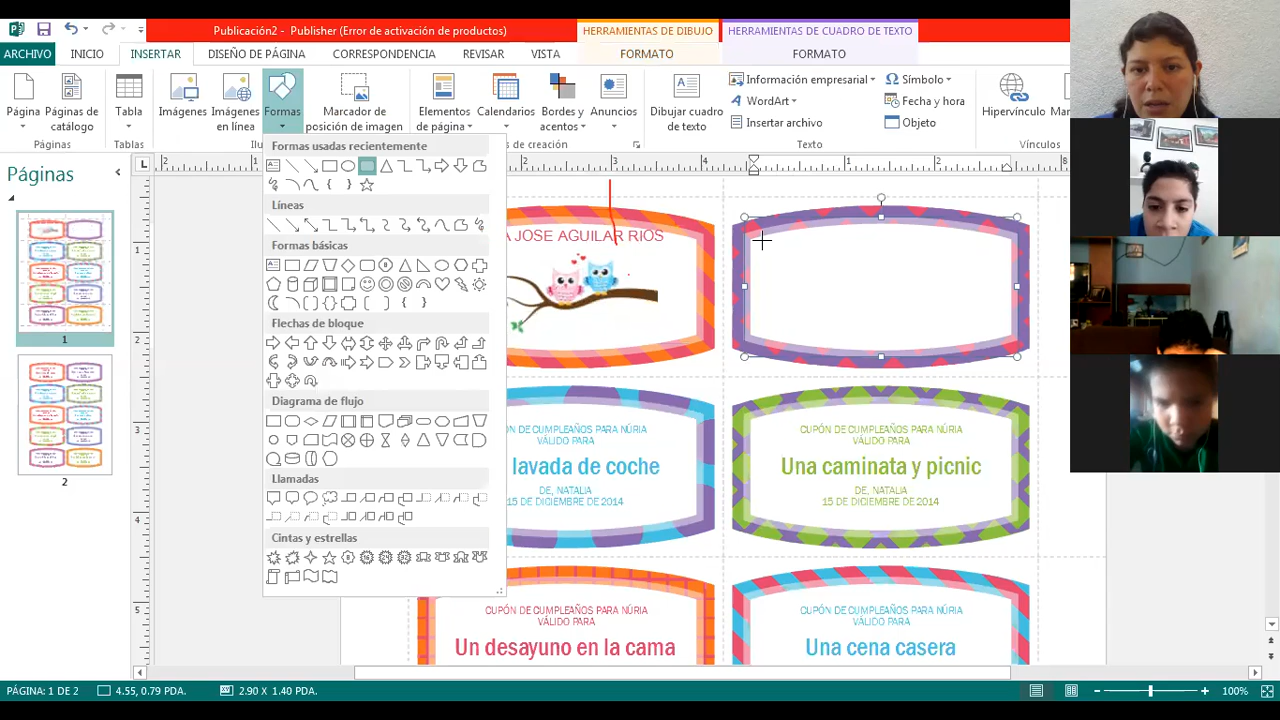 Publicación2 - Publisher (Error de activación de productos)
HERRAMIENTAS DE DIBUJO
HERRAMIENTAS DE CUADRO DE TEXTO
ARCHIVO
INICIO
INSERTAR
DISEÑO DE PÁGINA
CORRESPONDENCIA
REVISAR
VISTA
FORMATO
FORMATO
Página
Páginas de catálogo
Tabla
Imágenes
Imágenes en línea
Formas
Marcador de posición de imagen
Elementos de página
Calendarios
Bordes y acentos
Anuncios
Dibujar cuadro de texto
Información empresarial
WordArt
Insertar archivo
Símbolo
Fecha y hora
Objeto
Hipervínculo
Páginas
Tablas
de creación
Texto
Vínculos
Páginas
1
2
Formas usadas recientemente
Líneas
Formas básicas
Flechas de bloque
Diagrama de flujo
Llamadas
Cintas y estrellas
A JOSE AGUILAR RIOS
CUPÓN DE CUMPLEAÑOS PARA NÚRIA
VÁLIDO PARA
lavada de coche
DE, NATALIA
15 DE DICIEMBRE DE 2014
CUPÓN DE CUMPLEAÑOS PARA NÚRIA
VÁLIDO PARA
Una caminata y picnic
DE, NATALIA
15 DE DICIEMBRE DE 2014
CUPÓN DE CUMPLEAÑOS PARA NÚRIA
VÁLIDO PARA
Un desayuno en la cama
CUPÓN DE CUMPLEAÑOS PARA NÚRIA
VÁLIDO PARA
Una cena casera
PÁGINA: 1 DE 2
4.55, 0.79 PDA.
2.90 X 1.40 PDA.
100%